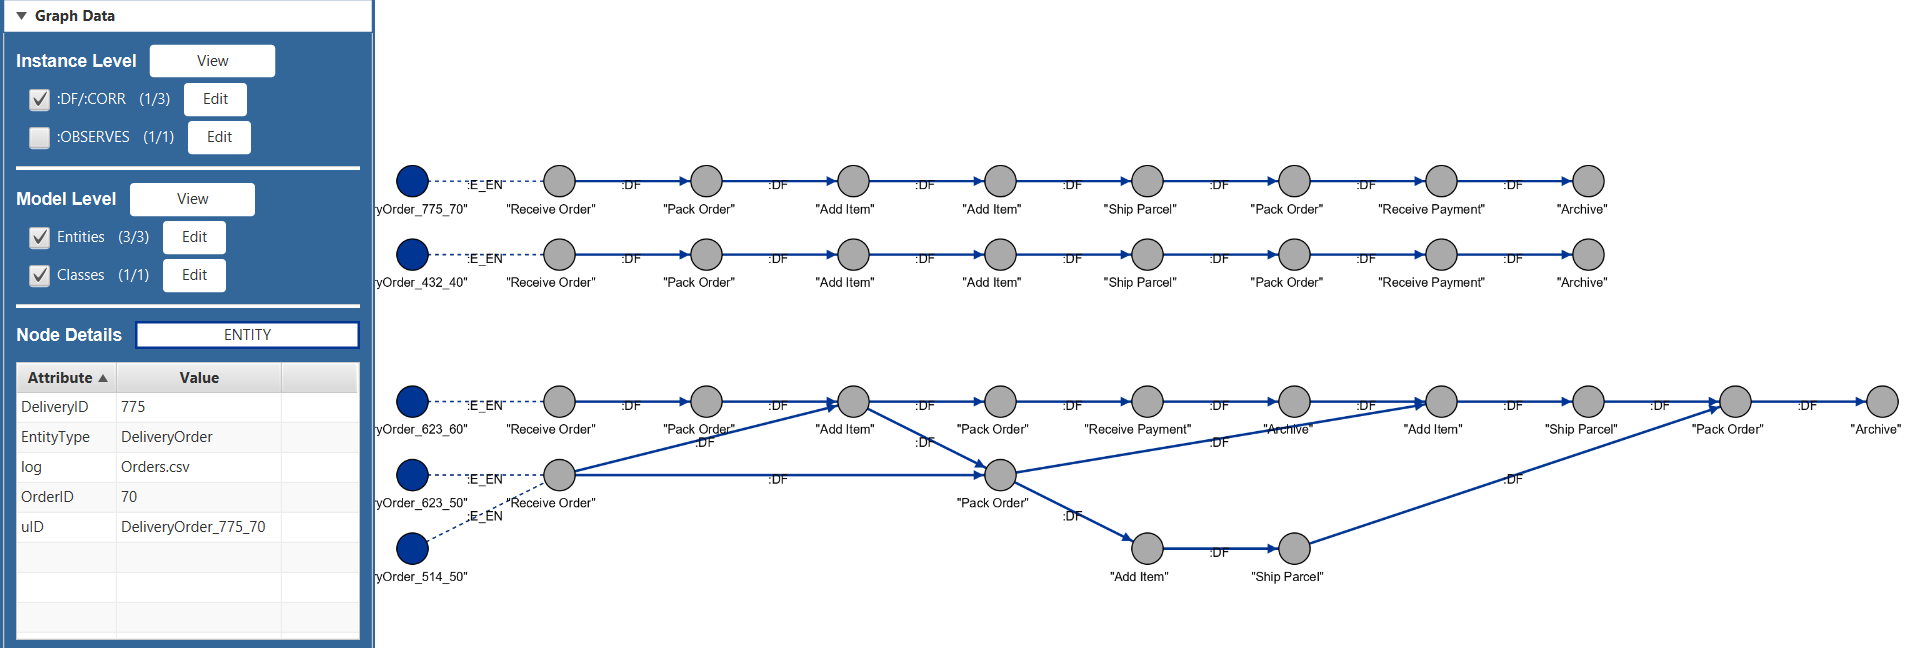 Graph Data
Instance Level View
:DF/:CORR (1/3) Edit
:OBSERVES (1/1) Edit
Model Level View
Entities (3/3) Edit
Classes (1/1) Edit
Node Details ENTITY
Attribute Value
DeliveryID 775
EntityType DeliveryOrder
log Orders.csv
OrderID 70
uID DeliveryOrder_775_70
:E_EN :DF :DF :DF :DF :DF :DF :DF
yOrder_775_70" "Receive Order" "Pack Order" "Add Item" "Add Item" "Ship Parcel" "Pack Order" "Receive Payment" "Archive"
:E_EN :DF :DF :DF :DF :DF :DF :DF
yOrder_432_40" "Receive Order" "Pack Order" "Add Item" "Add Item" "Ship Parcel" "Pack Order" "Receive Payment" "Archive"
:E_EN :DF :DF :DF :DF :DF :DF :DF :DF :DF
yOrder_623_60" "Receive Order" "Pack Order" "Add Item" "Pack Order" "Receive Payment" "Archive" "Add Item" "Ship Parcel" "Pack Order" "Archive"
:DF :DF :DF
:E_EN :DF :DF
yOrder_623_50" "Receive Order" "Pack Order"
:E_EN :DF
:DF
yOrder_514_50" "Add Item" "Ship Parcel"